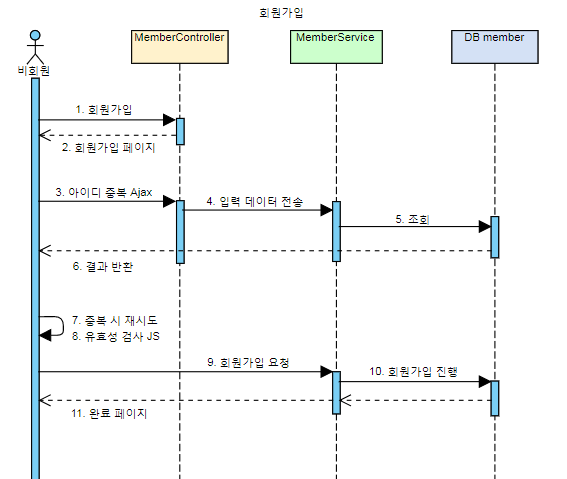 회원가입
MemberController
MemberService
DB member
비회원
1. 회원가입
2. 회원가입 페이지
3. 아이디 중복 Ajax
4. 입력 데이터 전송
5. 조회
6. 결과 반환
7. 중복 시 재시도
8. 유효성 검사 JS
9. 회원가입 요청
10. 회원가입 진행
11. 완료 페이지